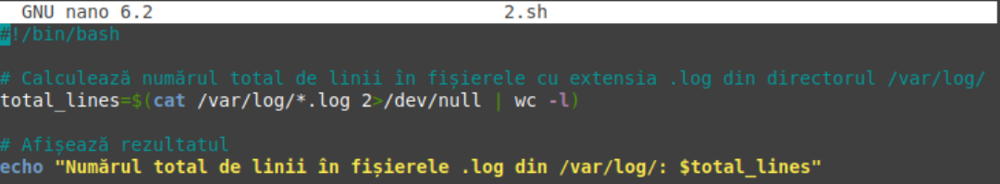 GNU nano 6.2 2.sh
#!/bin/bash
# Calculează numărul total de linii în fișierele cu extensia .log din directorul /var/log/
total_lines=$(cat /var/log/*.log 2>/dev/null | wc -l)
# Afișează rezultatul
echo "Numărul total de linii în fișierele .log din /var/log/: $total_lines"